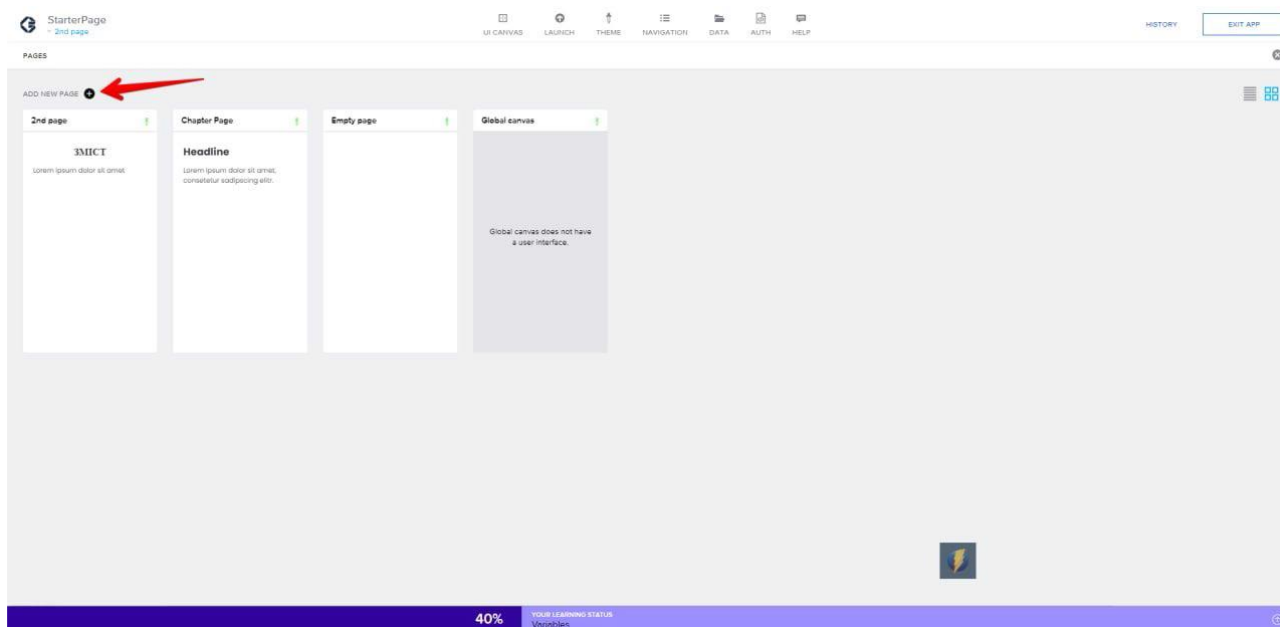 StarterPage
2nd page
UI CANVAS
LAUNCH
THEME
NAVIGATION
DATA
AUTH
HELP
HISTORY
EXIT APP
PAGES
ADD NEW PAGE
2nd page
3MICT
Lorem ipsum dolor sit amet
Chapter Page
Headline
Lorem ipsum dolor sit amet,
consetetur sadipscing elitr.
Empty page
Global canvas
Global canvas does not have
a user interface.
40%
YOUR LEARNING STATUS
Variables